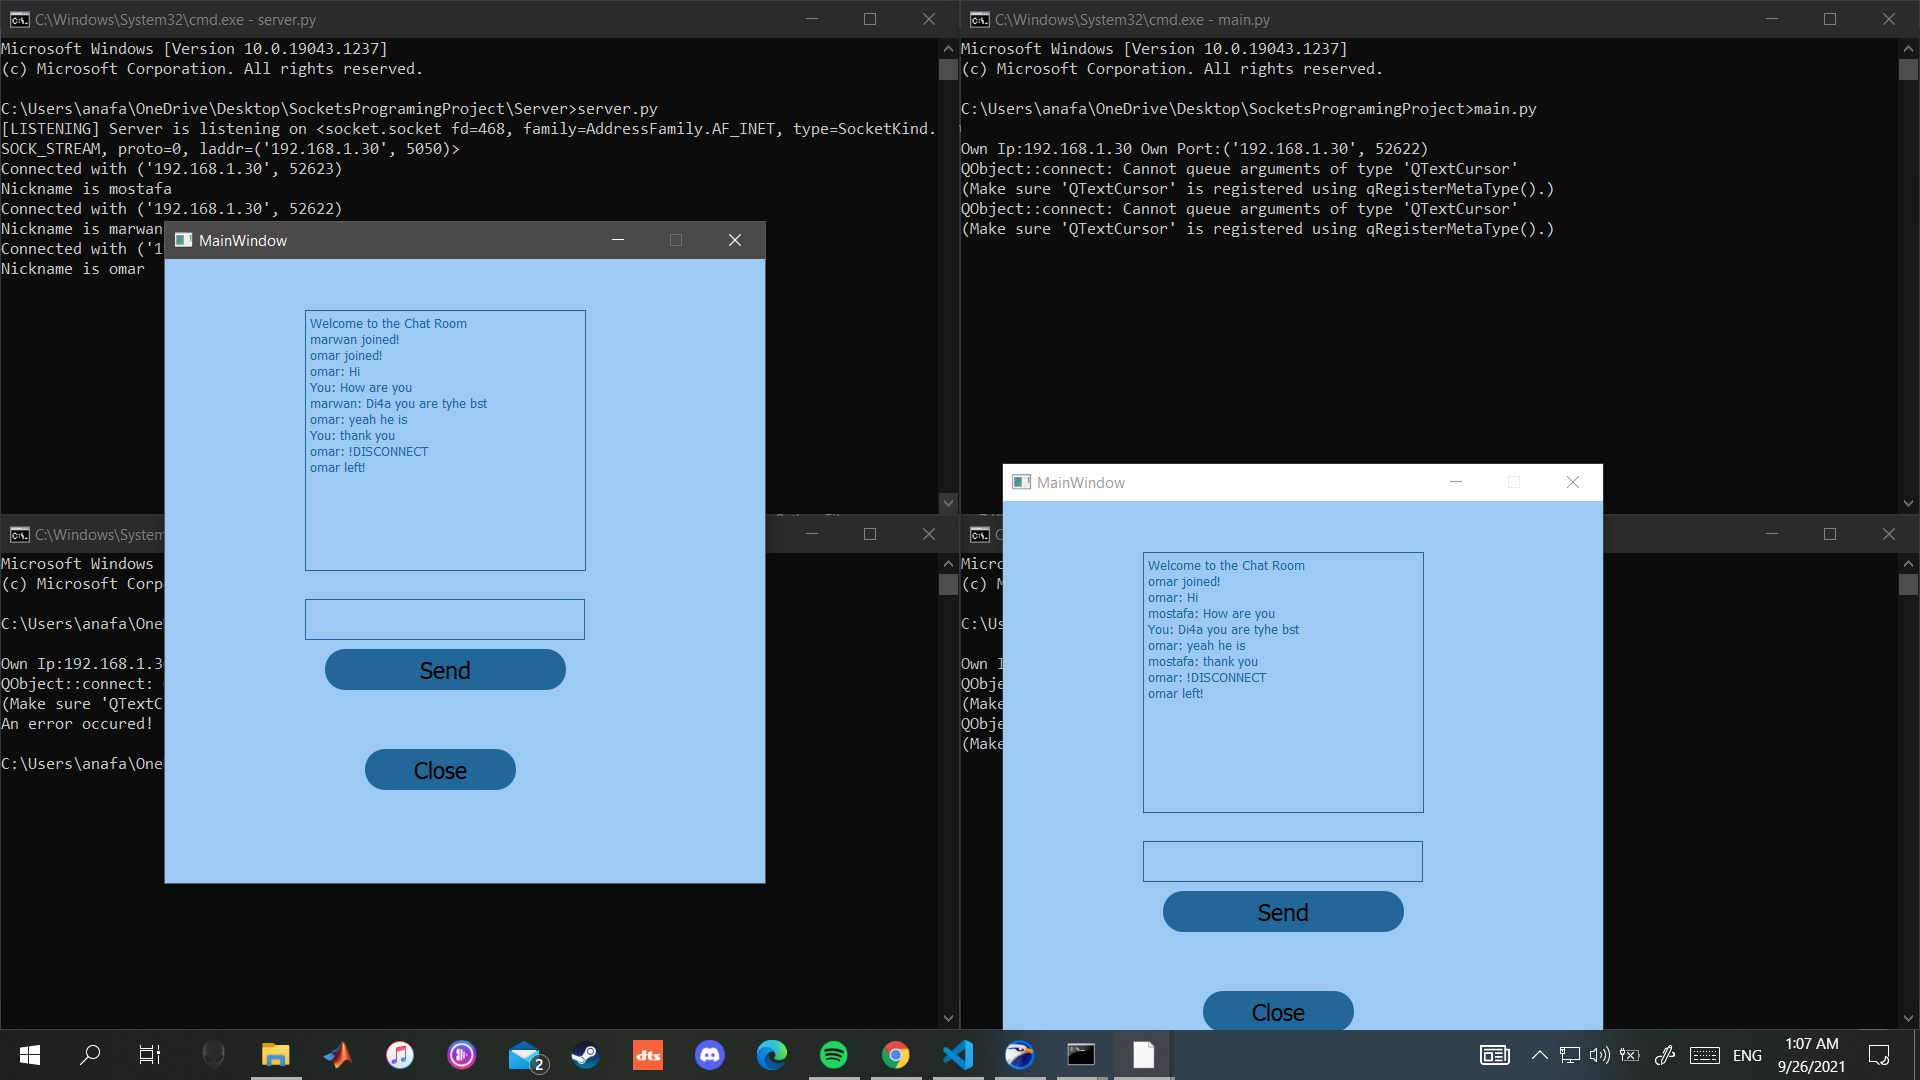 C:\Windows\System32\cmd.exe - server.py
Microsoft Windows [Version 10.0.19043.1237]
(c) Microsoft Corporation. All rights reserved.
C:\Users\anafa\OneDrive\Desktop\SocketsProgramingProject\Server>server.py
[LISTENING] Server is listening on <socket.socket fd=468, family=AddressFamily.AF_INET, type=SocketKind.
SOCK_STREAM, proto=0, laddr=('192.168.1.30', 5050)>
Connected with ('192.168.1.30', 52623)
Nickname is mostafa
Connected with ('192.168.1.30', 52622)
Nickname is marwan
Connected with ('1
Nickname is omar
C:\Windows\System32\cmd.exe - main.py
Microsoft Windows [Version 10.0.19043.1237]
(c) Microsoft Corporation. All rights reserved.
C:\Users\anafa\OneDrive\Desktop\SocketsProgramingProject>main.py
Own Ip:192.168.1.30 Own Port:('192.168.1.30', 52622)
QObject::connect: Cannot queue arguments of type 'QTextCursor'
(Make sure 'QTextCursor' is registered using qRegisterMetaType().)
QObject::connect: Cannot queue arguments of type 'QTextCursor'
(Make sure 'QTextCursor' is registered using qRegisterMetaType().)
MainWindow
Welcome to the Chat Room
marwan joined!
omar joined!
omar: Hi
You: How are you
marwan: Di4a you are tyhe bst
omar: yeah he is
You: thank you
omar: !DISCONNECT
omar left!
Send
Close
C:\Windows\System
Microsoft Windows
(c) Microsoft Corp
C:\Users\anafa\One
Own Ip:192.168.1.3
QObject::connect:
(Make sure 'QTextC
An error occured!
C:\Users\anafa\One
MainWindow
Welcome to the Chat Room
omar joined!
omar: Hi
mostafa: How are you
You: Di4a you are tyhe bst
omar: yeah he is
mostafa: thank you
omar: !DISCONNECT
omar left!
Send
Close
C
Micro
(c) M
C:\Us
Own I
QObje
(Make
QObje
(Make
2
dts
ENG
1:07 AM
9/26/2021